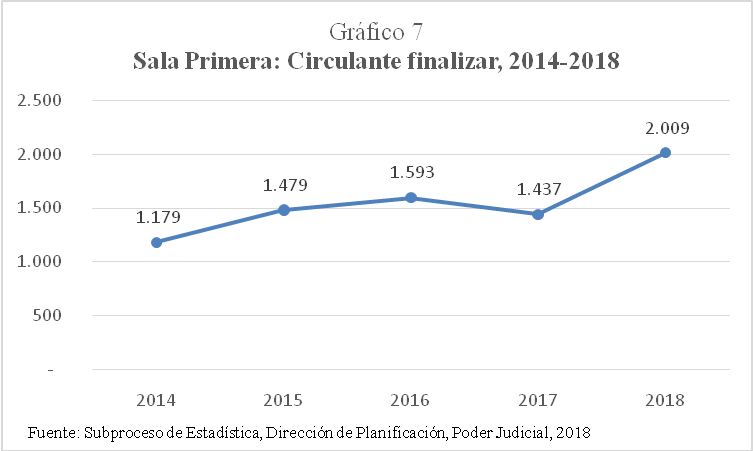 Gráfico 7
Sala Primera: Circulante finalizar, 2014-2018
2.500
2.000
1.500
1.000
500
-
1.179
1.479
1.593
1.437
2.009
2014 2015 2016 2017 2018
Fuente: Subproceso de Estadística, Dirección de Planificación, Poder Judicial, 2018